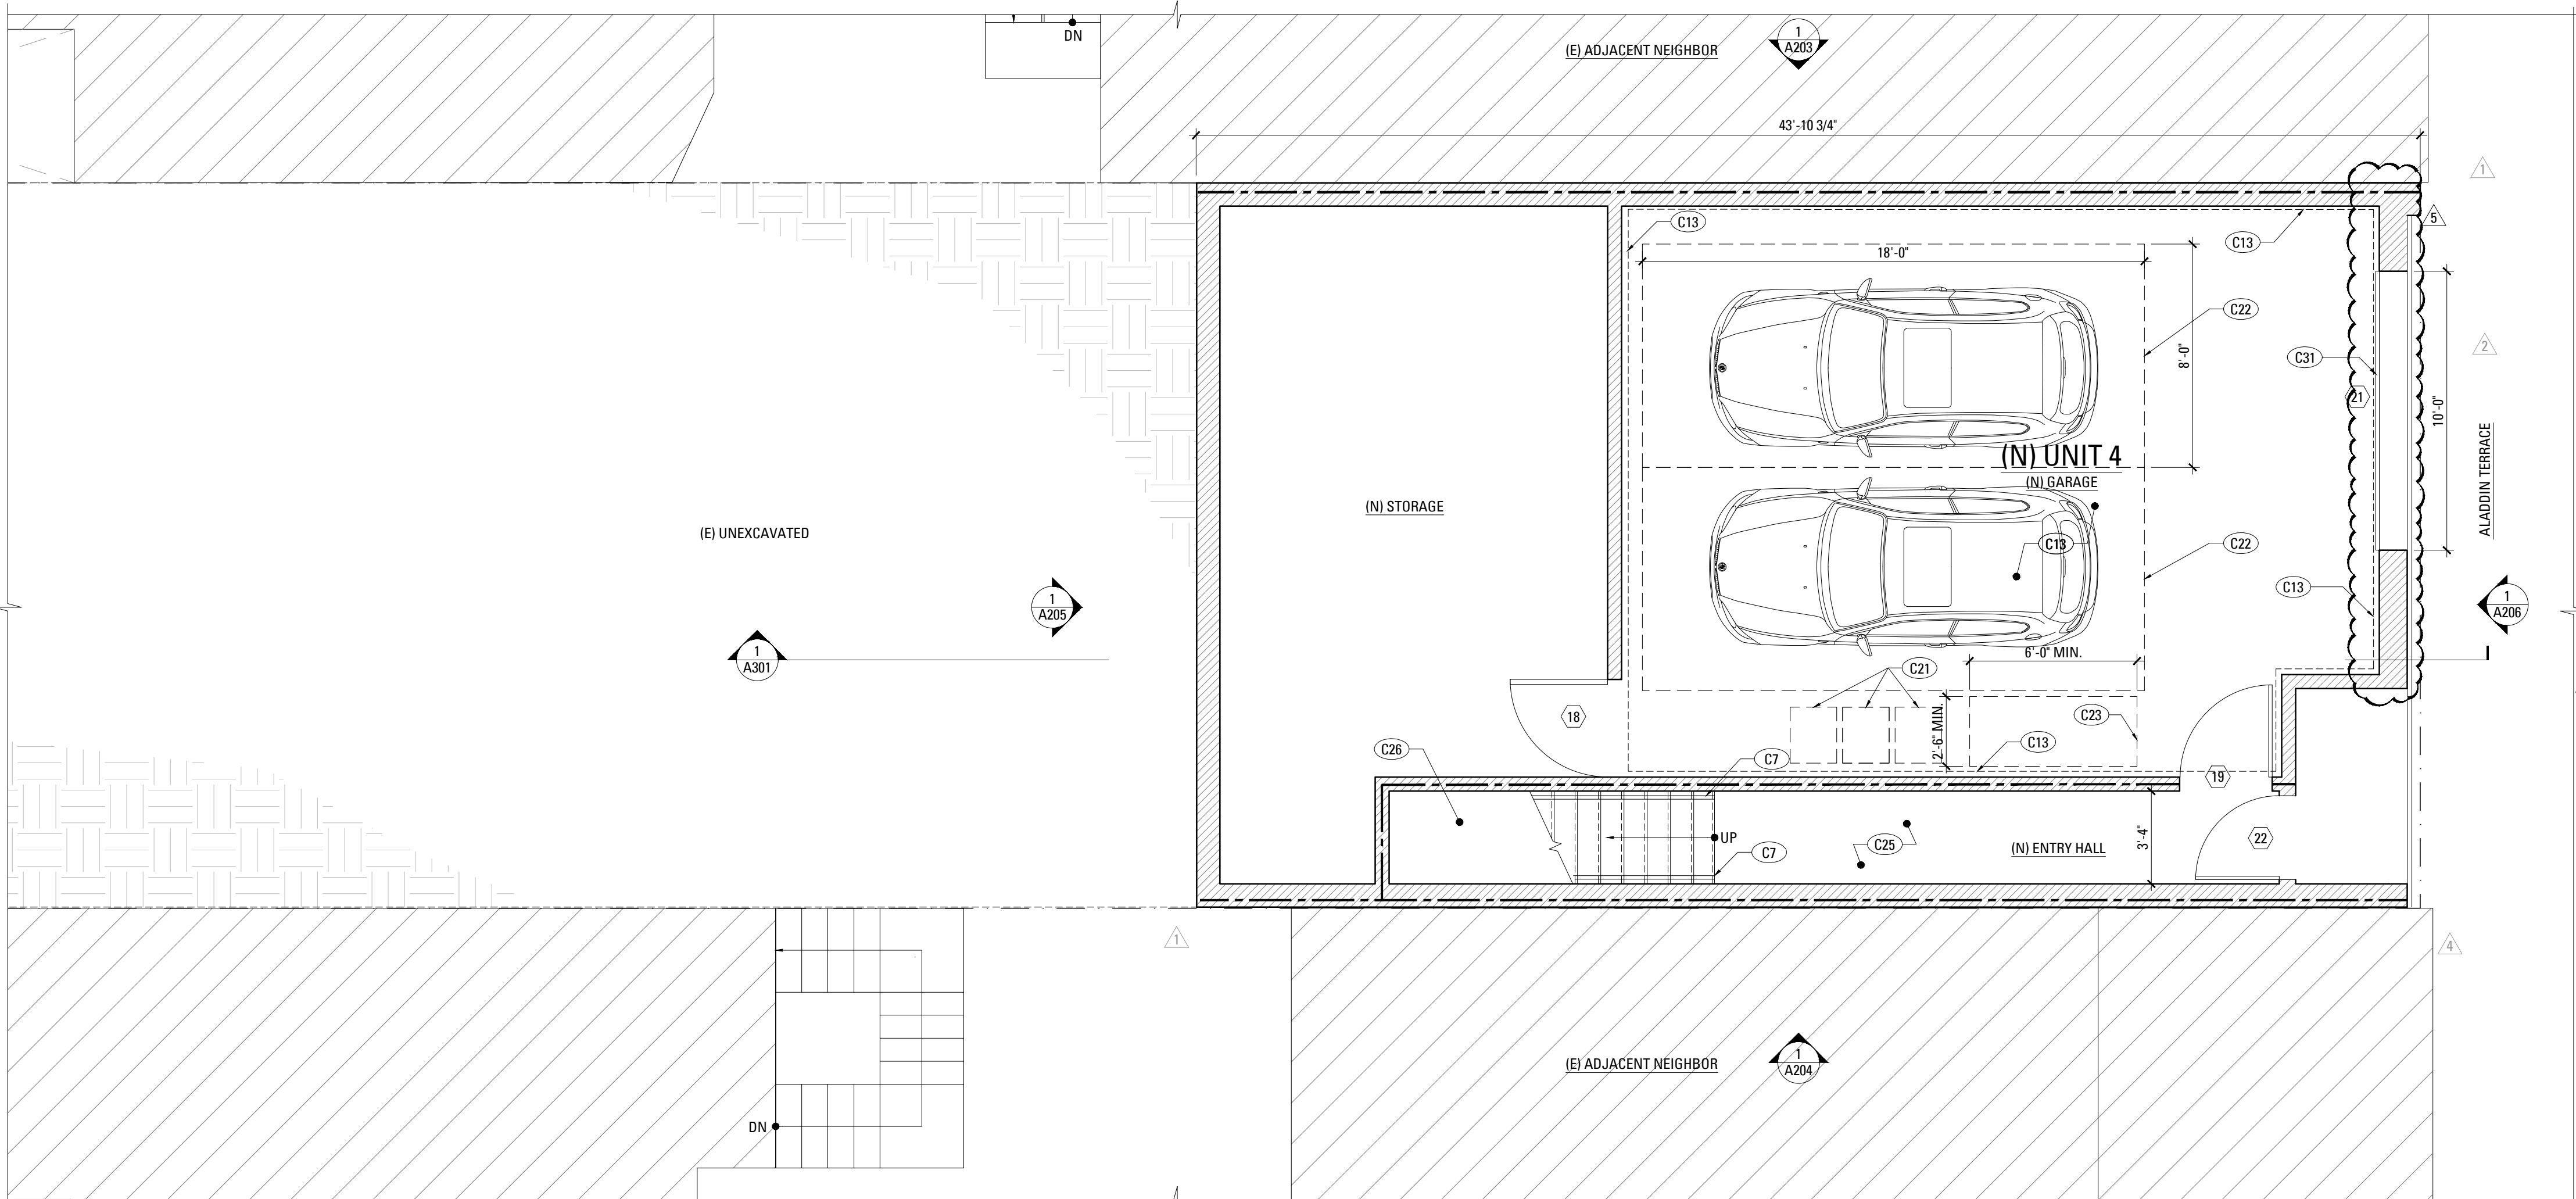 DN
(E) ADJACENT NEIGHBOR
1
A203
43'-10 3/4"
1
5
C13
C13
18'-0"
C22
8'-0"
2
C31
21
10'-0"
ALADDIN TERRACE
(N) UNIT 4
(N) GARAGE
(N) STORAGE
(E) UNEXCAVATED
C13
C22
C13
1
A205
1
A206
1
A301
6'-0" MIN.
C21
18
2'-6" MIN.
C23
C13
C26
C7
19
UP
C7
C25
(N) ENTRY HALL
3'-4"
22
1
4
(E) ADJACENT NEIGHBOR
1
A204
DN